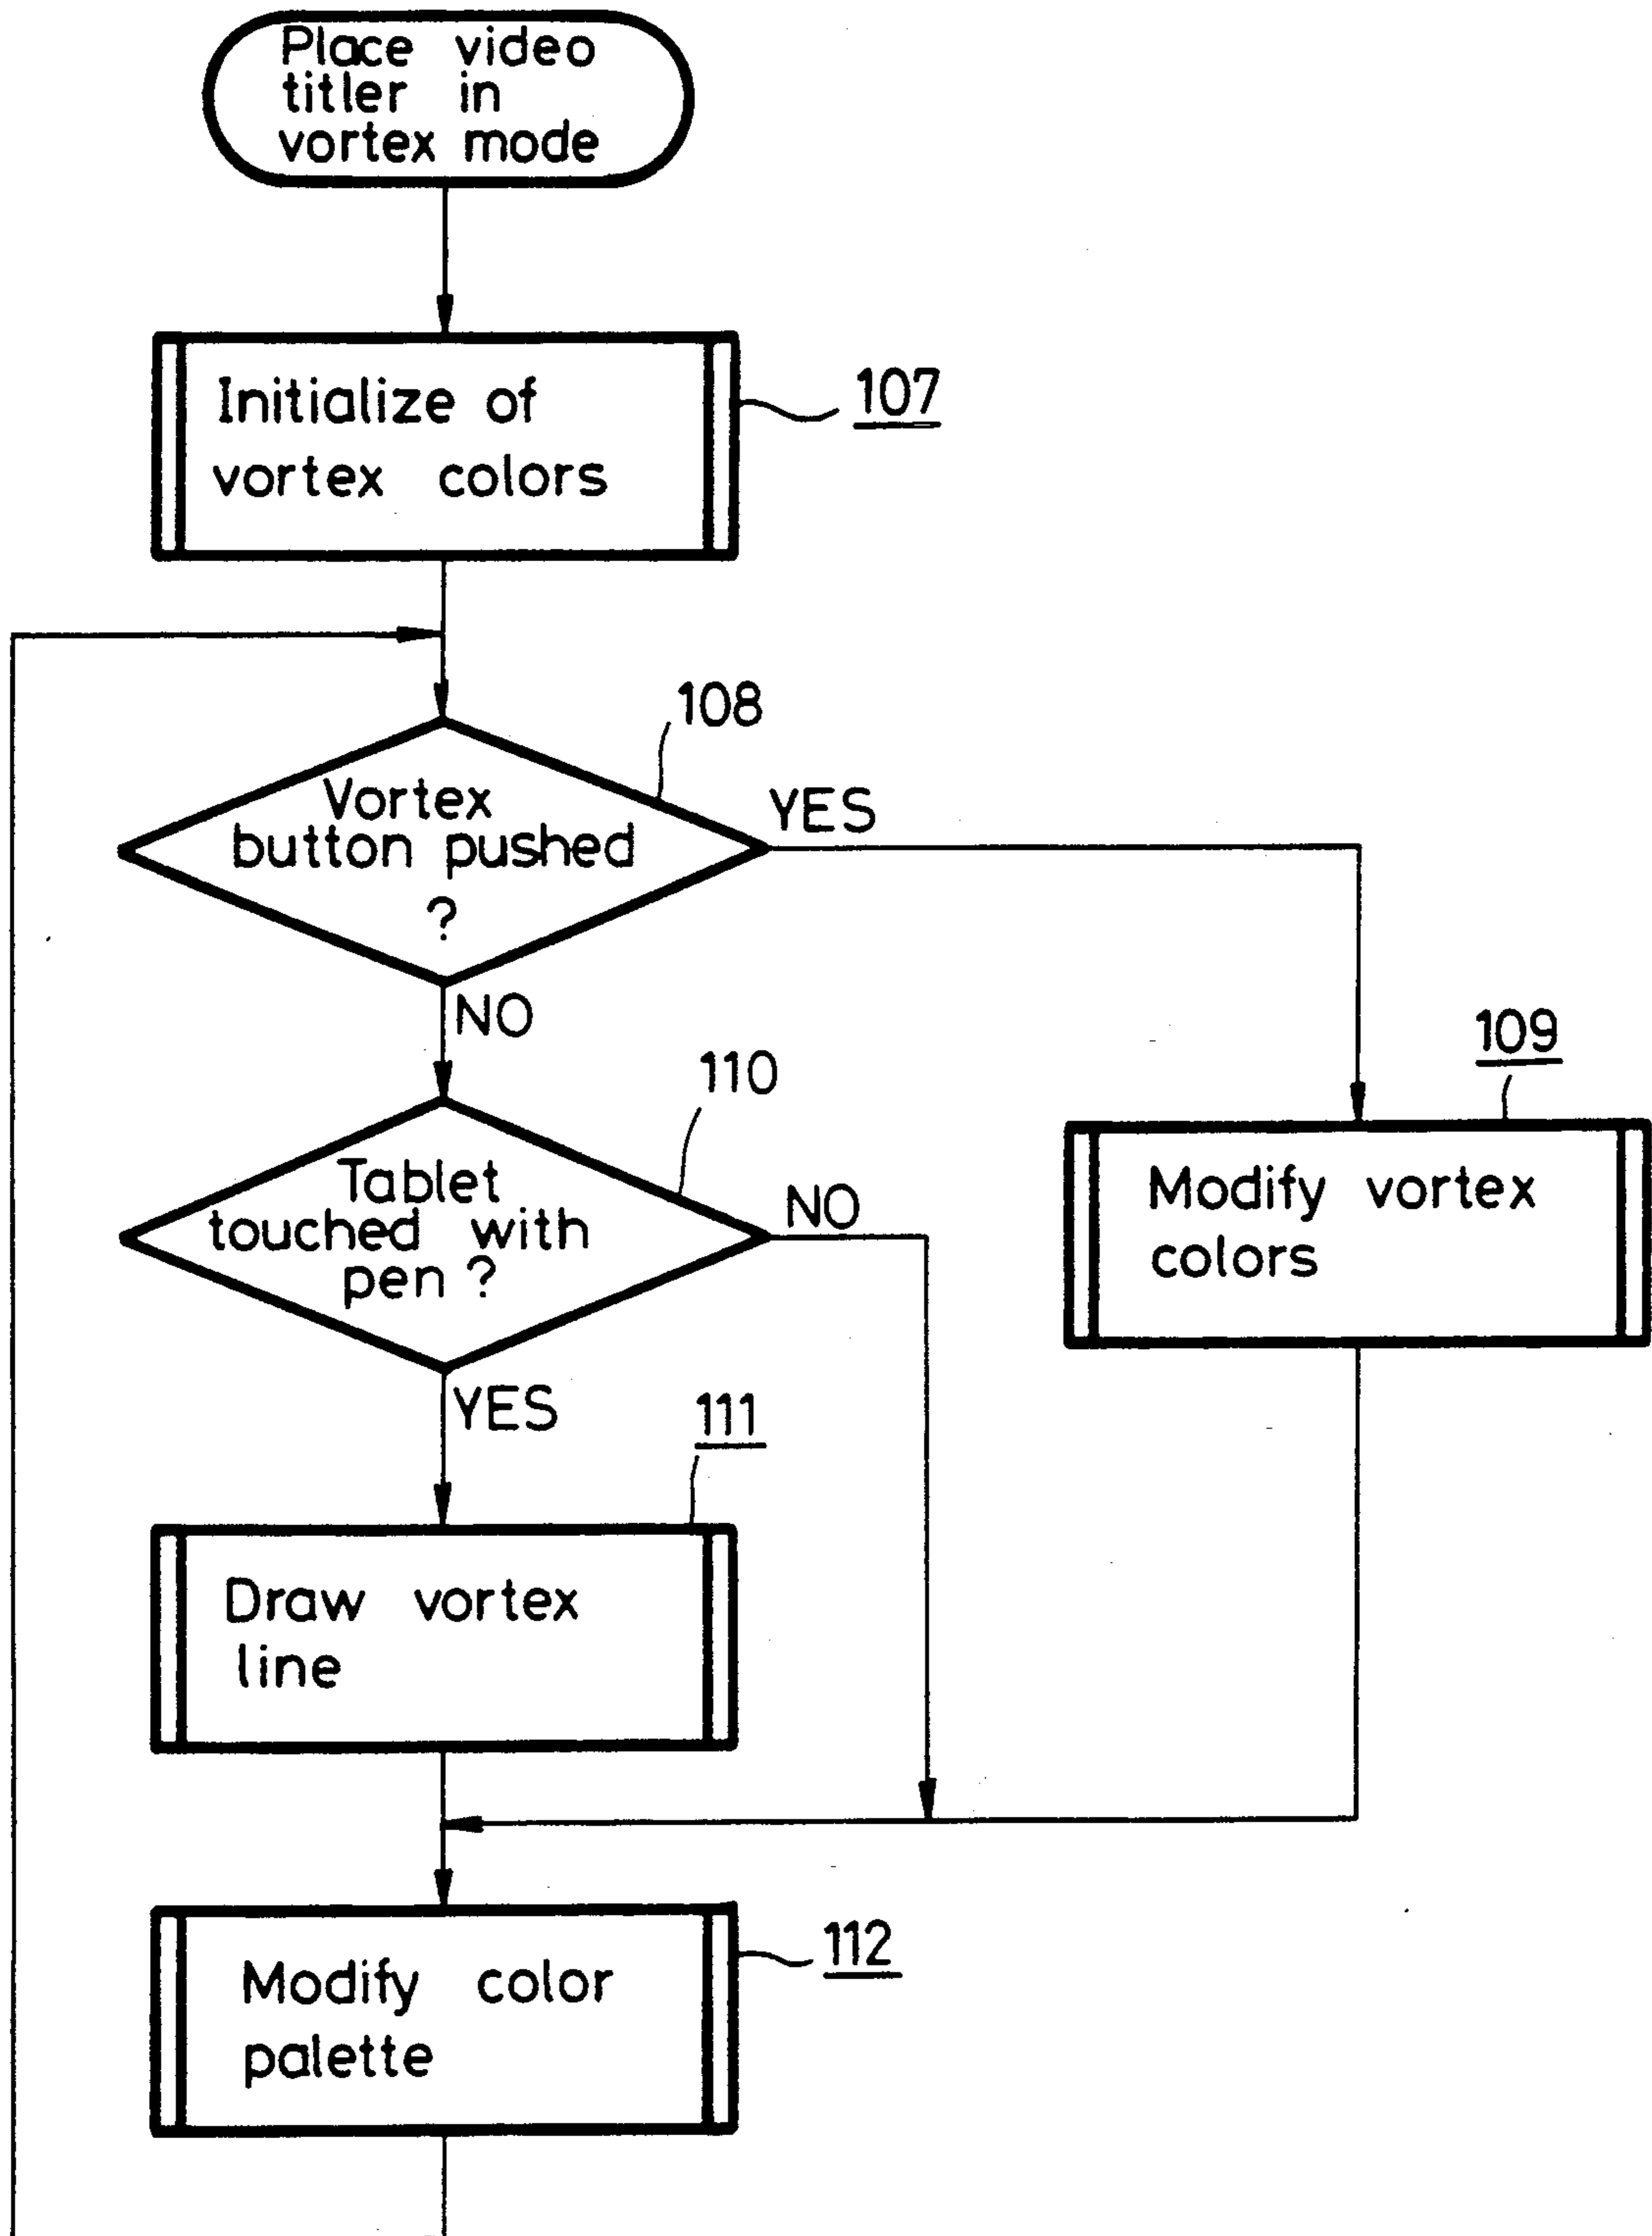 Place video
titler in
vortex mode
Initialize of
vortex colors
107
108
Vortex
button pushed
?
YES
NO
109
110
Tablet
touched with
pen ?
NO
Modify vortex
colors
YES
111
Draw vortex
line
112
Modify color
palette